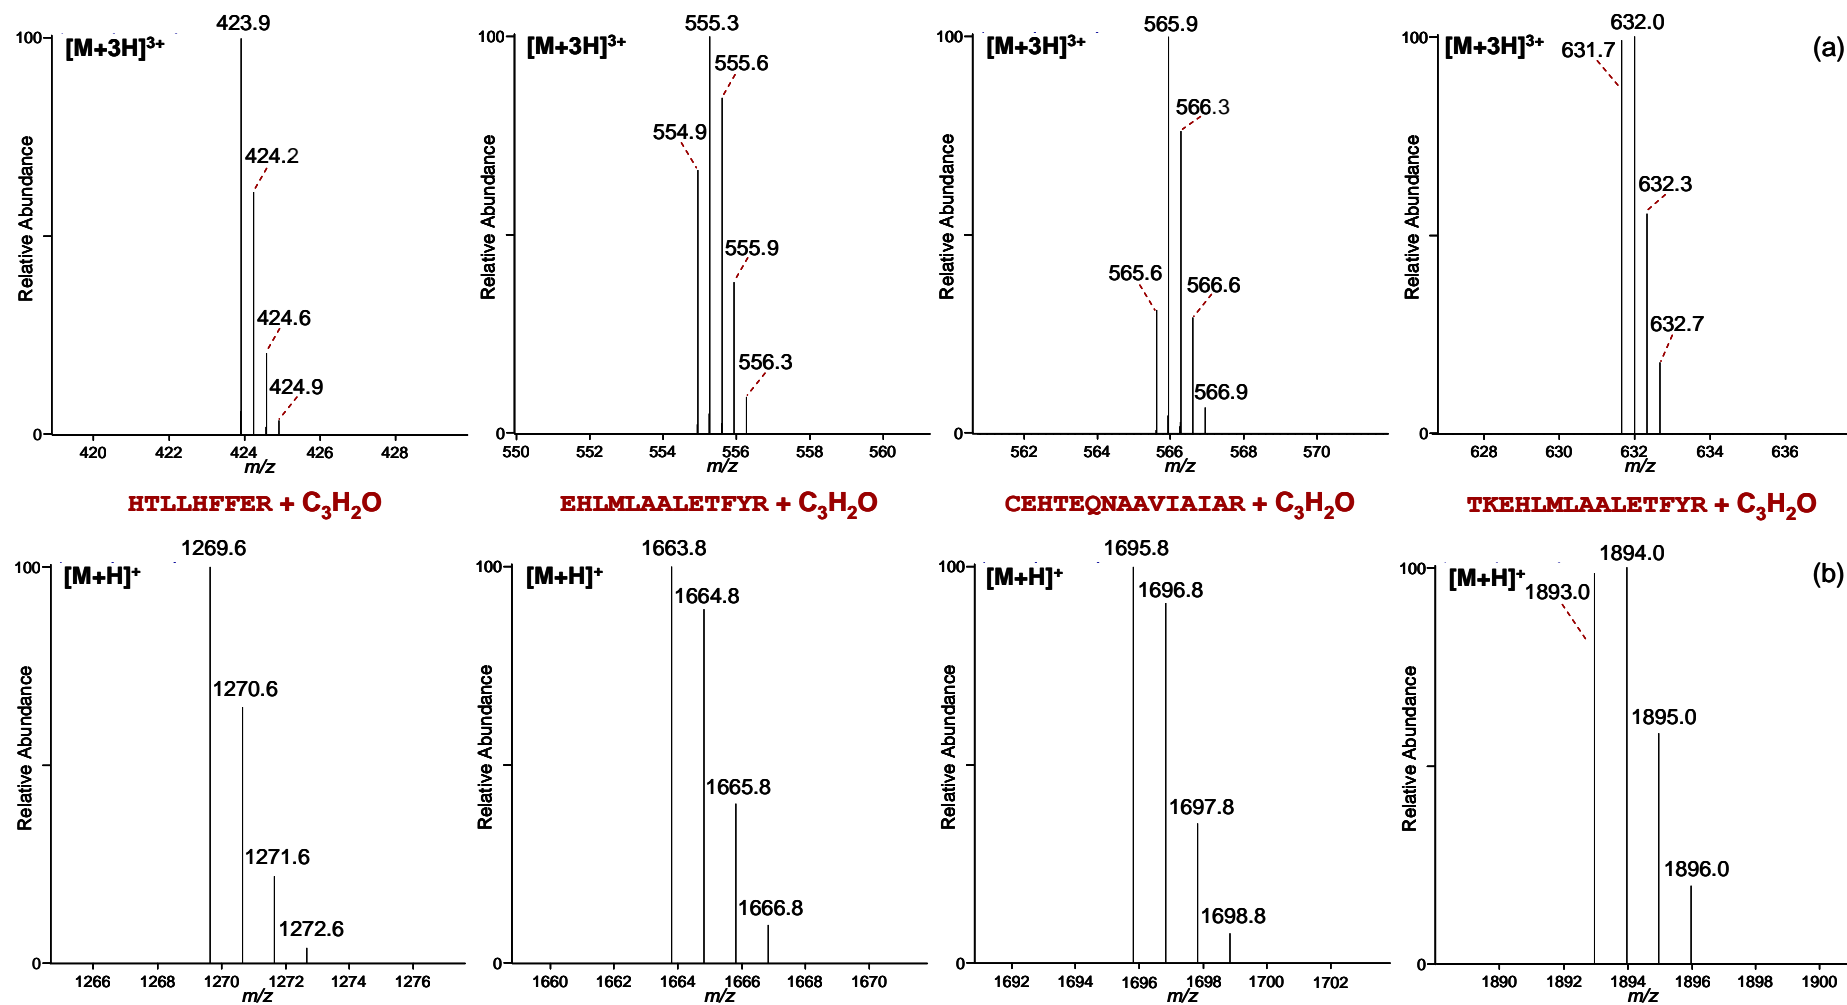 423.9
555.3
565.9
632.0
100
[M+3H]3+
100
[M+3H]3+
100
[M+3H]3+
100
[M+3H]3+
(a)
424.2
424.6
424.9
554.9
555.6
555.9
556.3
565.6
566.3
566.6
566.9
631.7
632.3
632.7
Relative Abundance
Relative Abundance
Relative Abundance
Relative Abundance
0
0
0
0
420 422 424 426 428
550 552 554 556 558 560
562 564 566 568 570
628 630 632 634 636
m/z
m/z
m/z
m/z
HTLLHFFER + C3H2O
EHLMLAALETFYR + C3H2O
CEHTEQNAAVIAIAR + C3H2O
TKEHLMLAALETFYR + C3H2O
1269.6
1663.8
1695.8
1894.0
100
[M+H]+
100
[M+H]+
100
[M+H]+
100
[M+H]+
(b)
1270.6
1271.6
1272.6
1664.8
1665.8
1666.8
1696.8
1697.8
1698.8
1893.0
1895.0
1896.0
Relative Abundance
Relative Abundance
Relative Abundance
Relative Abundance
0
0
0
0
1266 1268 1270 1272 1274 1276
1660 1662 1664 1666 1668 1670
1692 1694 1696 1698 1700 1702
1890 1892 1894 1896 1898 1900
m/z
m/z
m/z
m/z